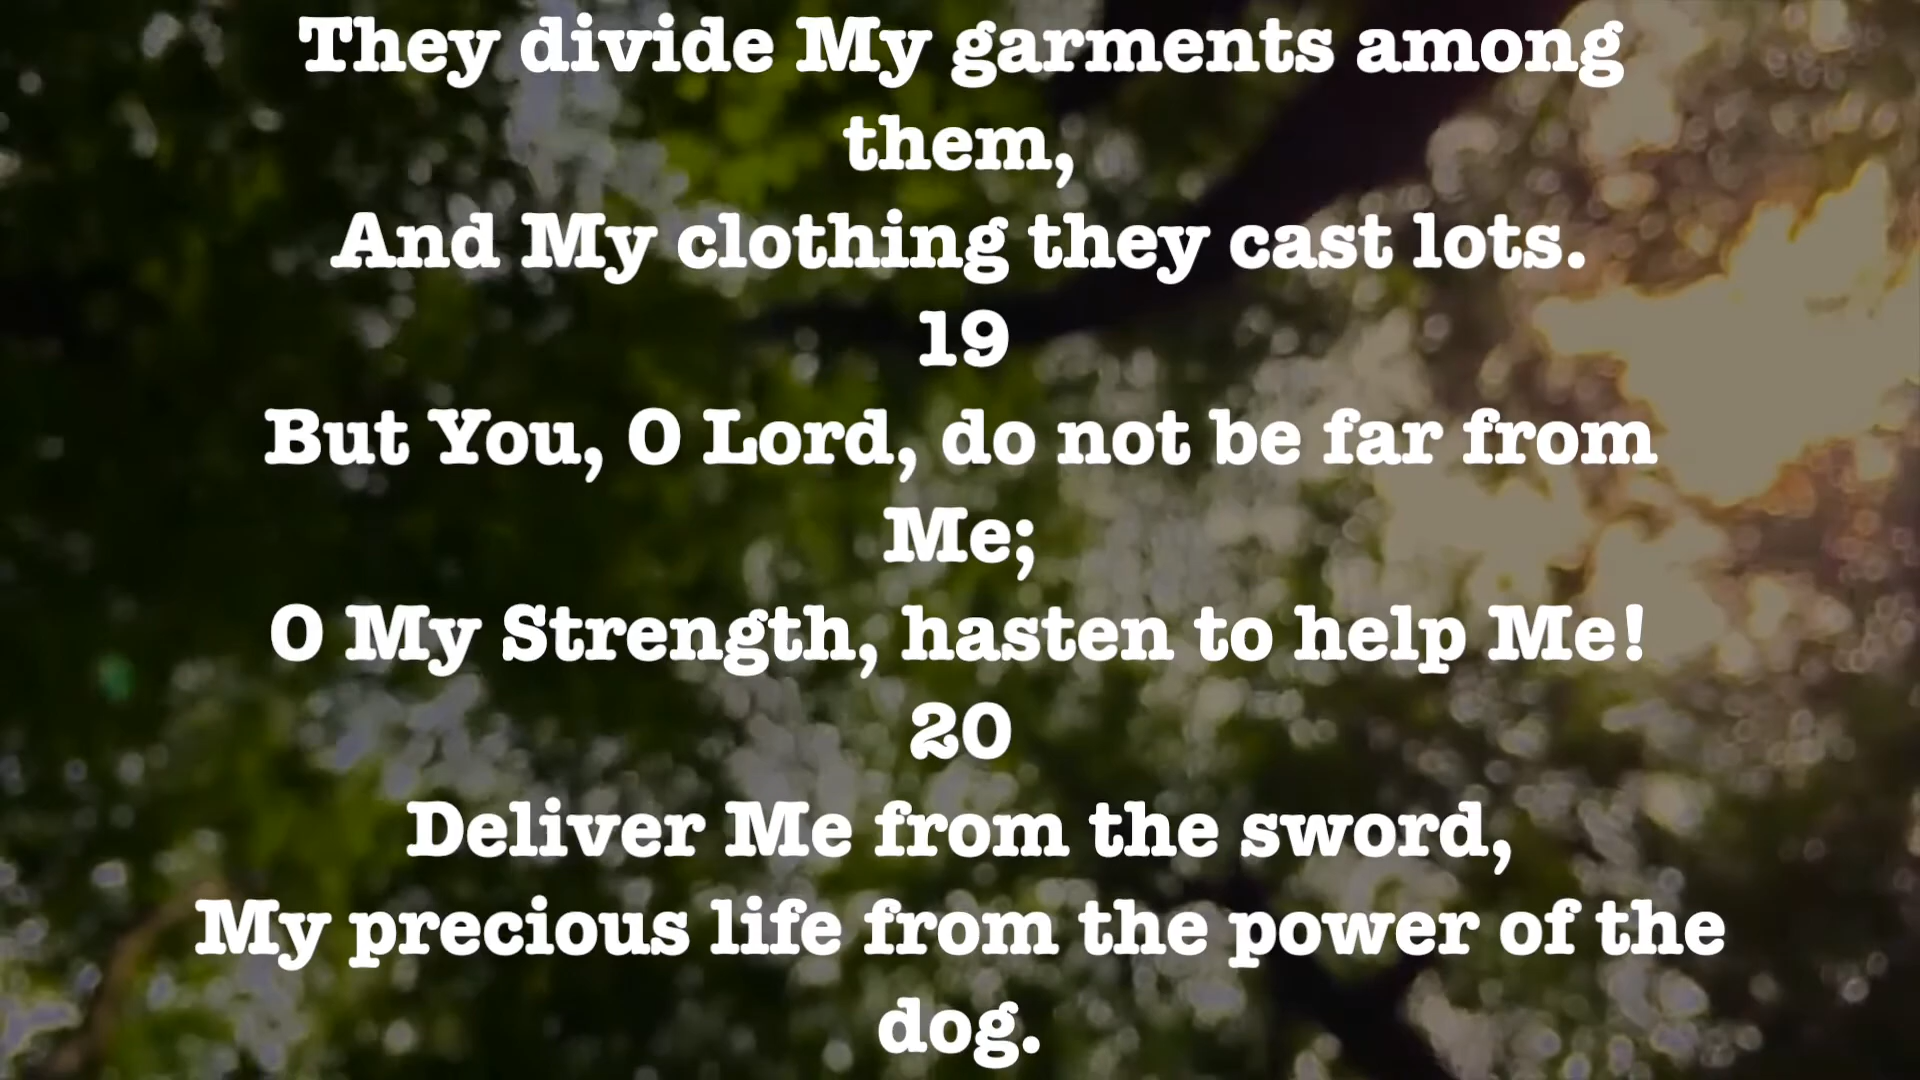 They divide My garments among
them,
And My clothing they cast lots.
19
But You, O Lord, do not be far from
Me;
O My Strength, hasten to help Me!
20
Deliver Me from the sword,
My precious life from the power of the
dog.